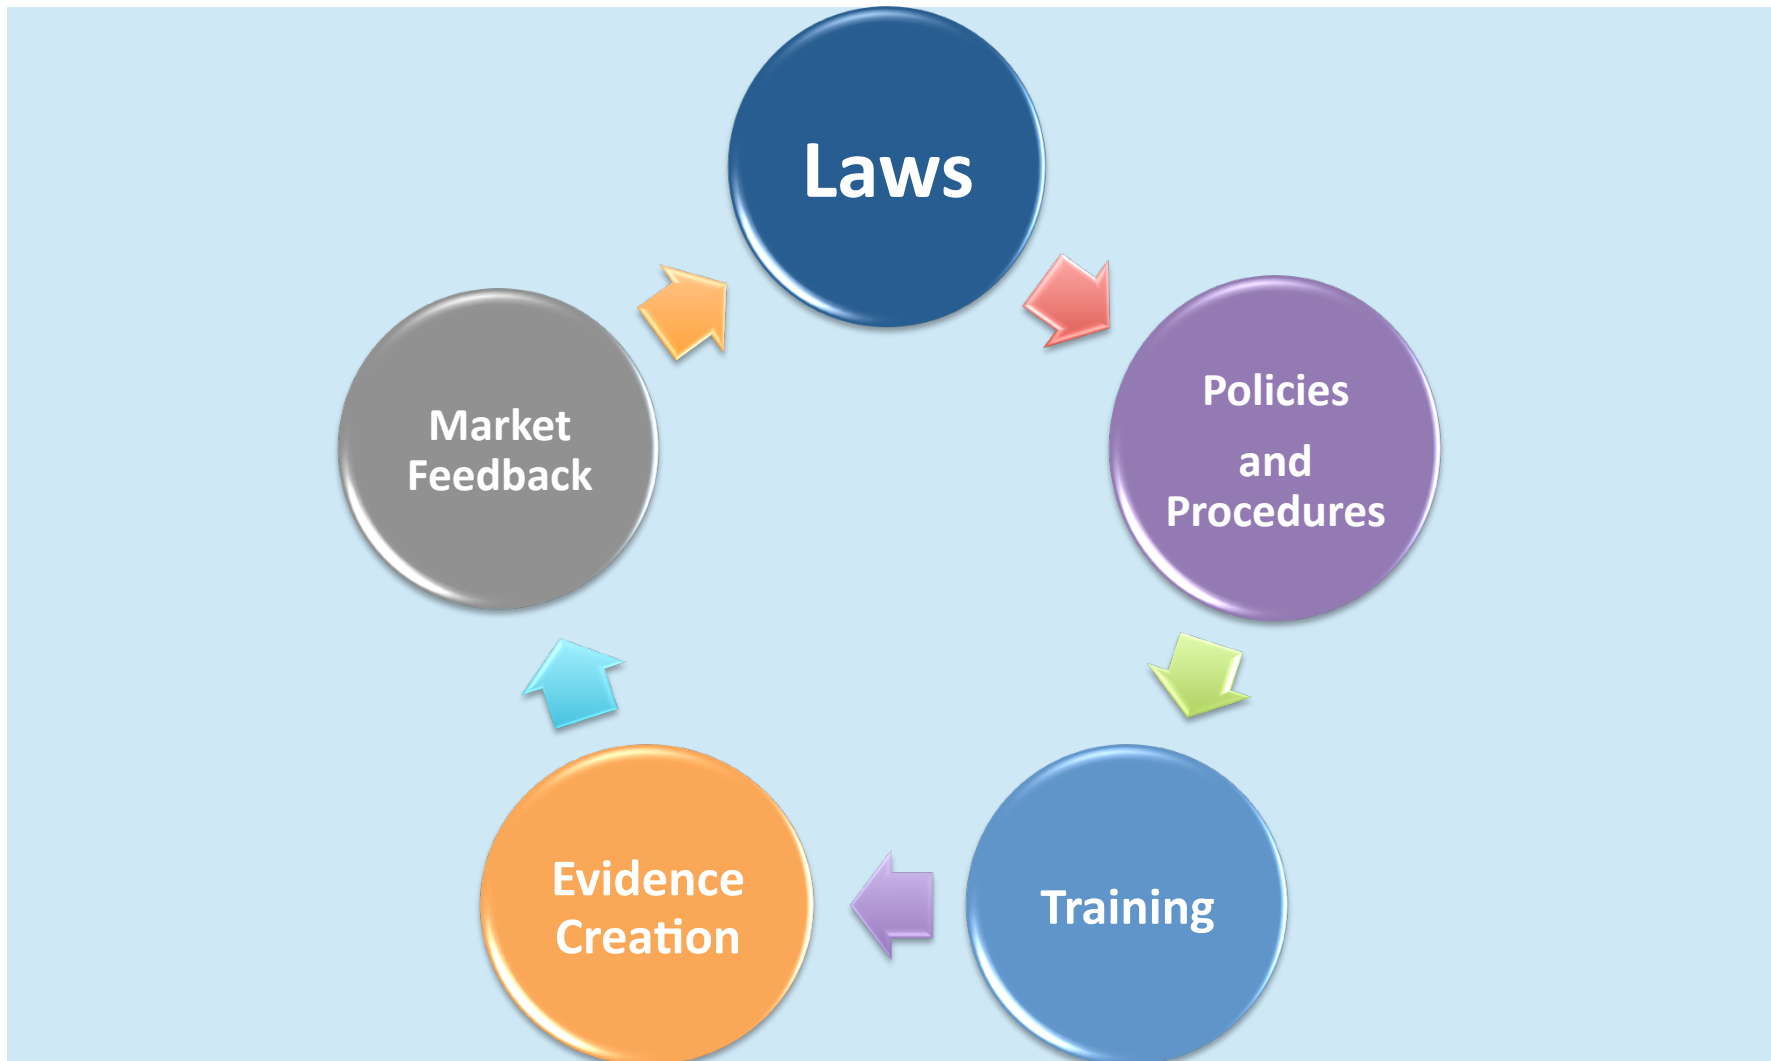 Laws
Policies
and
Procedures
Training
Evidence
Creation
Market
Feedback